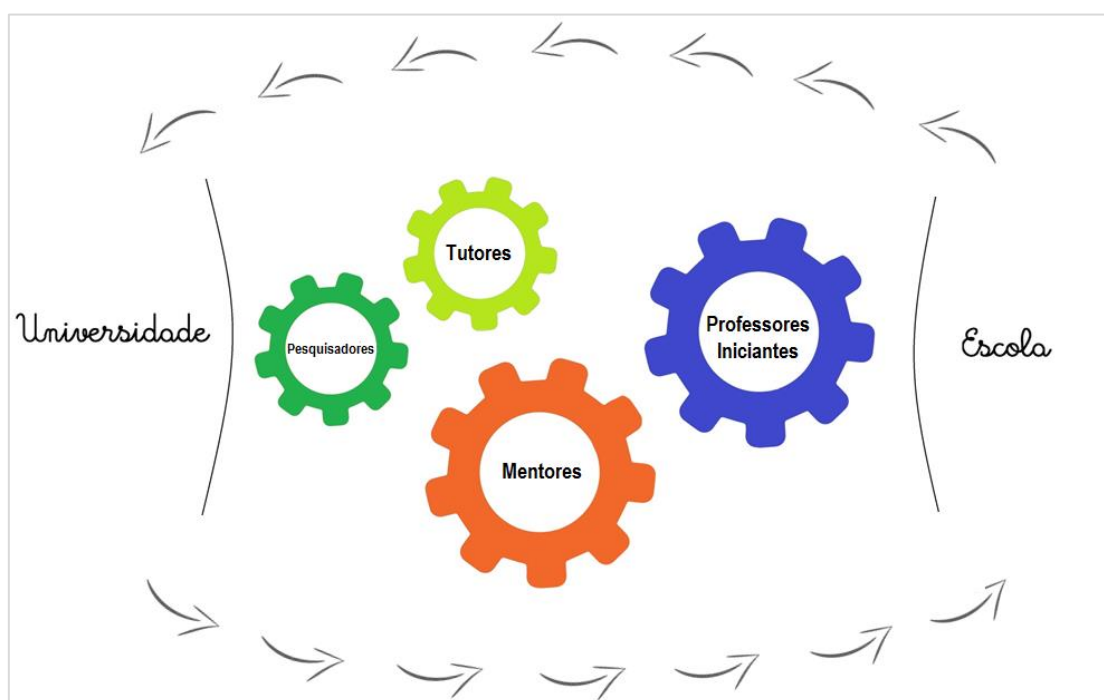 Tutores
Universidade
Pesquisadores
Professores
Iniciantes
Escola
Mentores